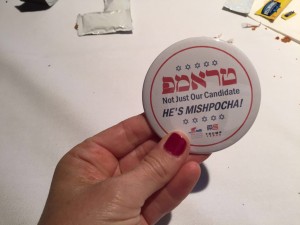 טראמפ
Not Just Our Candidate
HE'S MISHPOCHA!